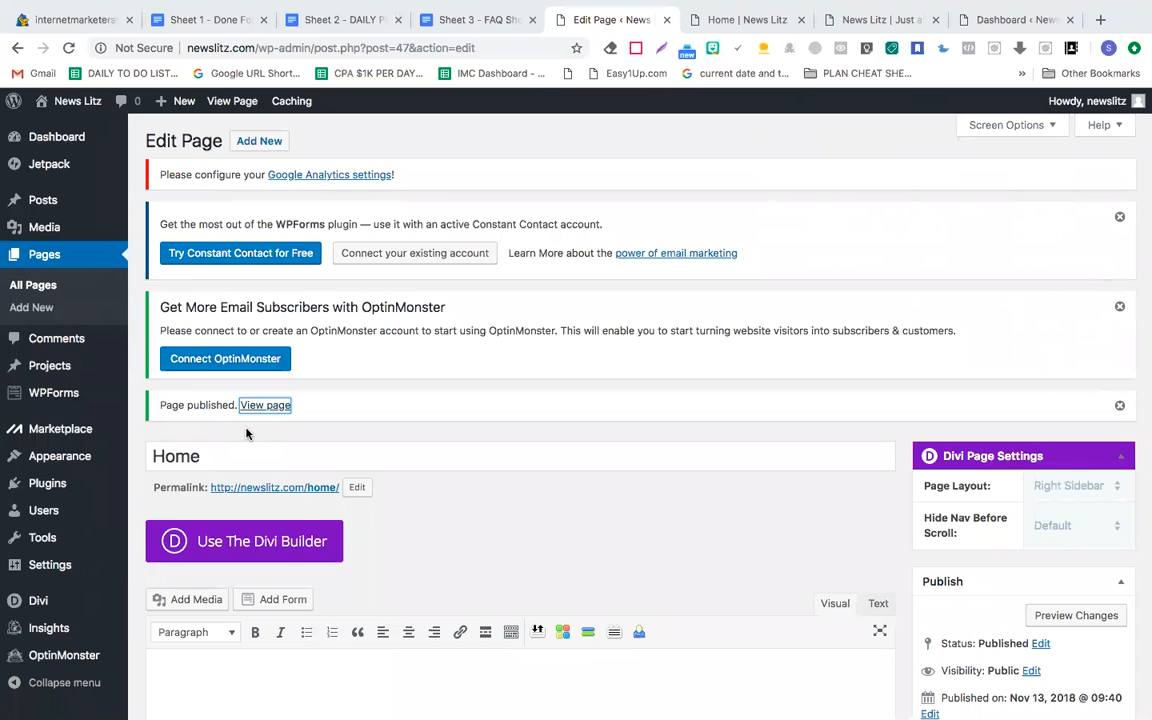 internetmarketers
Sheet 1 - Done Fo
Sheet 2 - DAILY P
Sheet 3 - FAQ Sh
Edit Page ‹ News
Home | News Litz
News Litz | Just a
Dashboard ‹ New
Not Secure
newslitz.com/wp-admin/post.php?post=47&action=edit
new
S
Gmail
DAILY TO DO LIST...
Google URL Short...
CPA $1K PER DAY...
IMC Dashboard - ...
Easy1Up.com
current date and t...
PLAN CHEAT SHE...
»
Other Bookmarks
News Litz
0
New
View Page
Caching
Howdy, newslitz
Dashboard
Jetpack
Posts
Media
Pages
All Pages
Add New
Comments
Projects
WPForms
Marketplace
Appearance
Plugins
Users
Tools
Settings
Divi
Insights
OptinMonster
Collapse menu
Screen Options
Help
Edit Page
Add New
Please configure your Google Analytics settings!
Get the most out of the WPForms plugin — use it with an active Constant Contact account.
Try Constant Contact for Free
Connect your existing account
Learn More about the power of email marketing
Get More Email Subscribers with OptinMonster
Please connect to or create an OptinMonster account to start using OptinMonster. This will enable you to start turning website visitors into subscribers & customers.
Connect OptinMonster
Page published. View page
Home
Permalink: http://newslitz.com/home/ Edit
D Use The Divi Builder
Add Media
Add Form
Visual
Text
Paragraph
B
I
D Divi Page Settings
Page Layout:
Right Sidebar
Hide Nav Before
Scroll:
Default
Publish
Preview Changes
Status: Published Edit
Visibility: Public Edit
Published on: Nov 13, 2018 @ 09:40
Edit